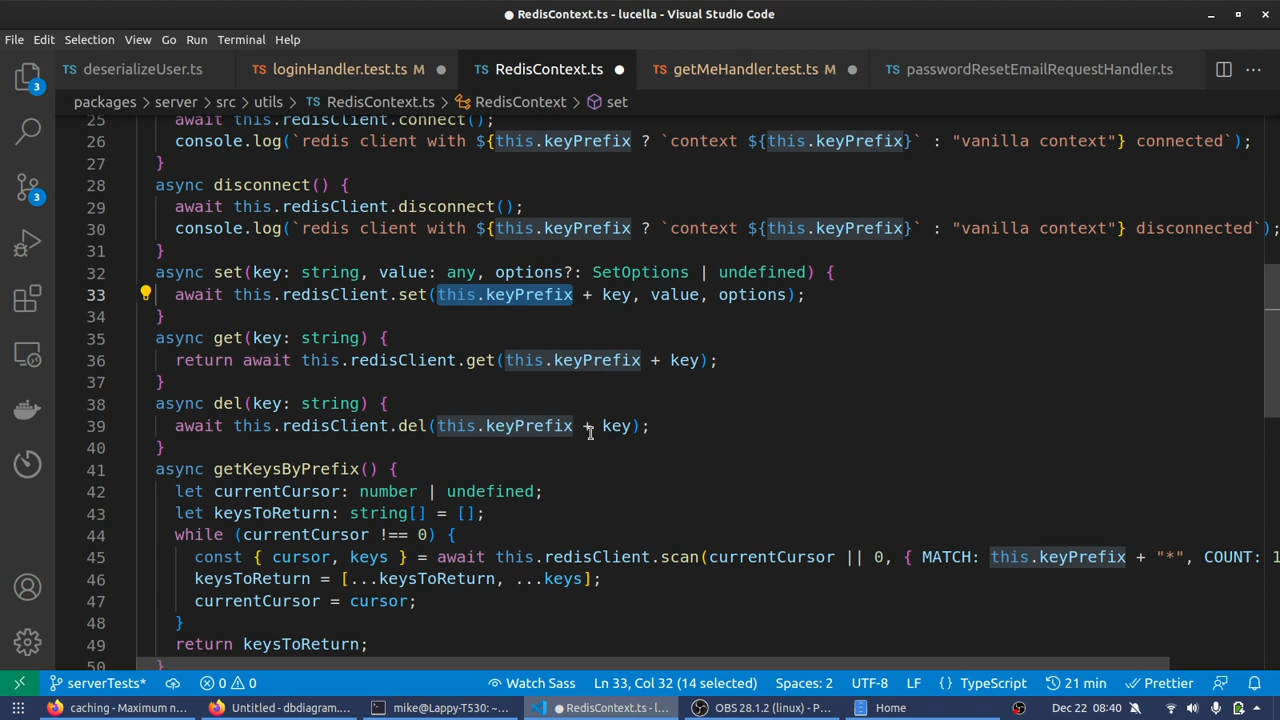 RedisContext.ts - lucella - Visual Studio Code
File Edit Selection View Go Run Terminal Help
TS deserializeUser.ts TS loginHandler.test.ts M TS RedisContext.ts TS getMeHandler.test.ts M TS passwordResetEmailRequestHandler.ts
packages > server > src > utils > TS RedisContext.ts > RedisContext > set
25 await this.redisClient.connect();
26 console.log(`redis client with ${this.keyPrefix ? `context ${this.keyPrefix}` : "vanilla context"} connected`);
27 }
28 async disconnect() {
29 await this.redisClient.disconnect();
30 console.log(`redis client with ${this.keyPrefix ? `context ${this.keyPrefix}` : "vanilla context"} disconnected`);
31 }
32 async set(key: string, value: any, options?: SetOptions | undefined) {
33 await this.redisClient.set(this.keyPrefix + key, value, options);
34 }
35 async get(key: string) {
36 return await this.redisClient.get(this.keyPrefix + key);
37 }
38 async del(key: string) {
39 await this.redisClient.del(this.keyPrefix + key);
40 }
41 async getKeysByPrefix() {
42 let currentCursor: number | undefined;
43 let keysToReturn: string[] = [];
44 while (currentCursor !== 0) {
45 const { cursor, keys } = await this.redisClient.scan(currentCursor || 0, { MATCH: this.keyPrefix + "*", COUNT: 1
46 keysToReturn = [...keysToReturn, ...keys];
47 currentCursor = cursor;
48 }
49 return keysToReturn;
50 }
3
3
serverTests* 0 0 Watch Sass Ln 33, Col 32 (14 selected) Spaces: 2 UTF-8 LF {} TypeScript 21 min Prettier
caching - Maximum n... Untitled - dbdiagram.... mike@Lappy-T530: ~... RedisContext.ts - l... OBS 28.1.2 (linux) - P... Home Dec 22 08:40